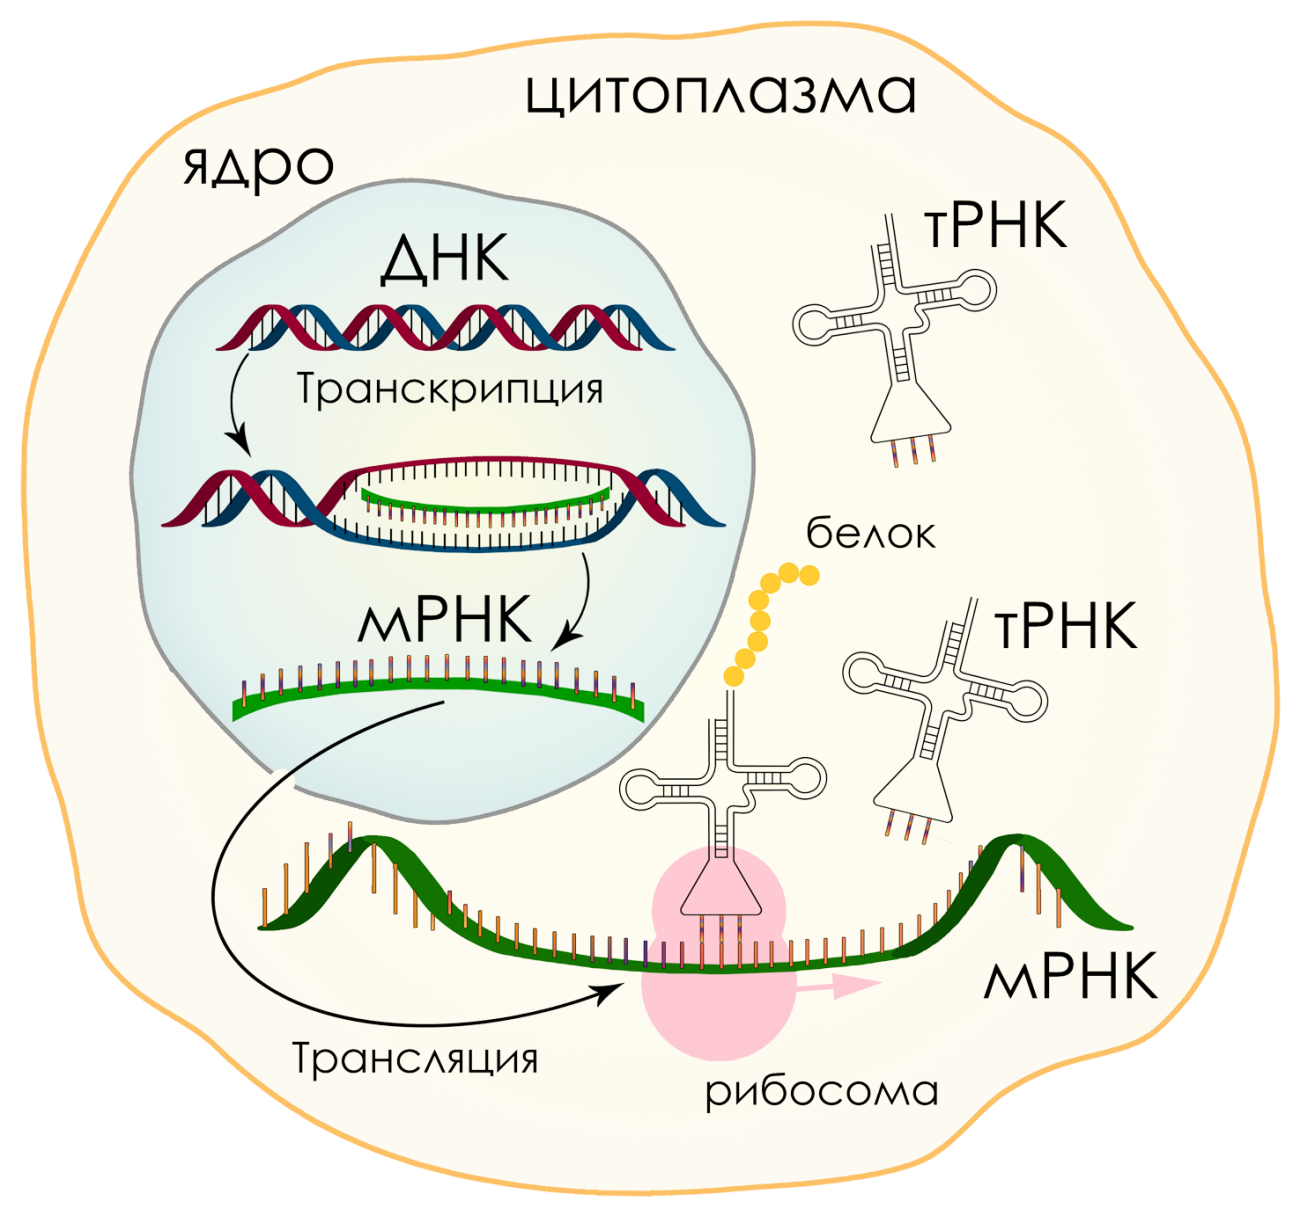 цитоплазма
ядро
тРНК
ДНК
Транскрипция
белок
мРНК
тРНК
мРНК
Трансляция
рибосома